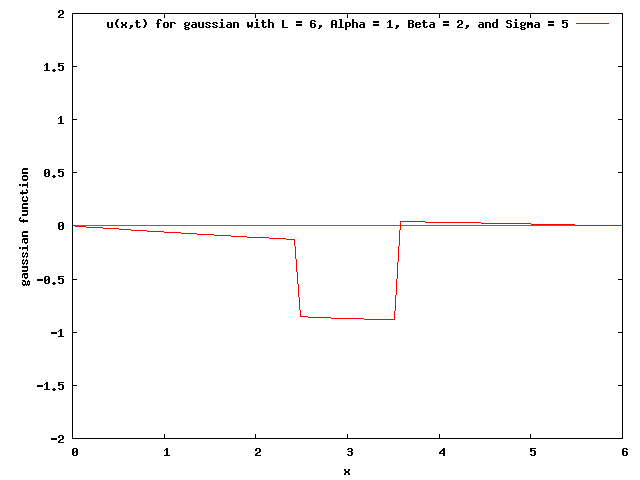 2
u(x,t) for gaussian with L = 6, Alpha = 1, Beta = 2, and Sigma = 5
1.5
1
0.5
0
-0.5
-1
-1.5
-2
gaussian function
0 1 2 3 4 5 6
x